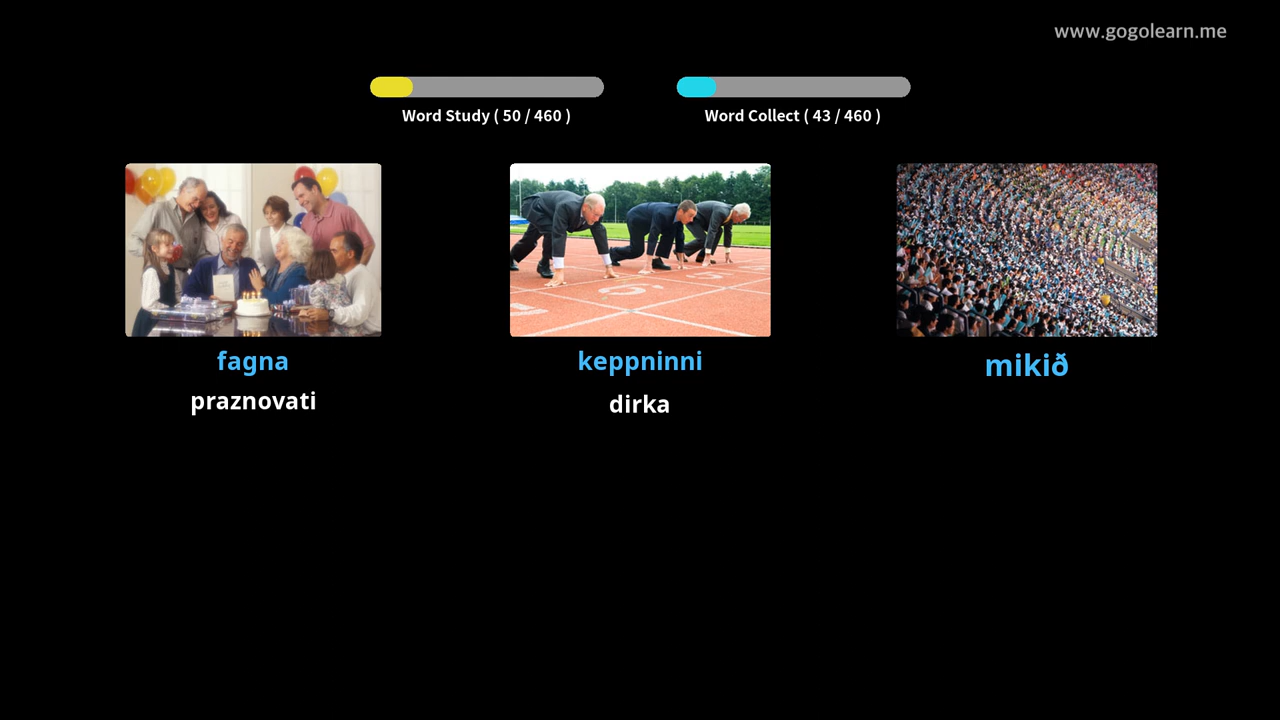 www.gogolearn.me
Word Study ( 50 / 460 )
Word Collect ( 43 / 460 )
fagna
praznovati
keppninni
dirka
mikið